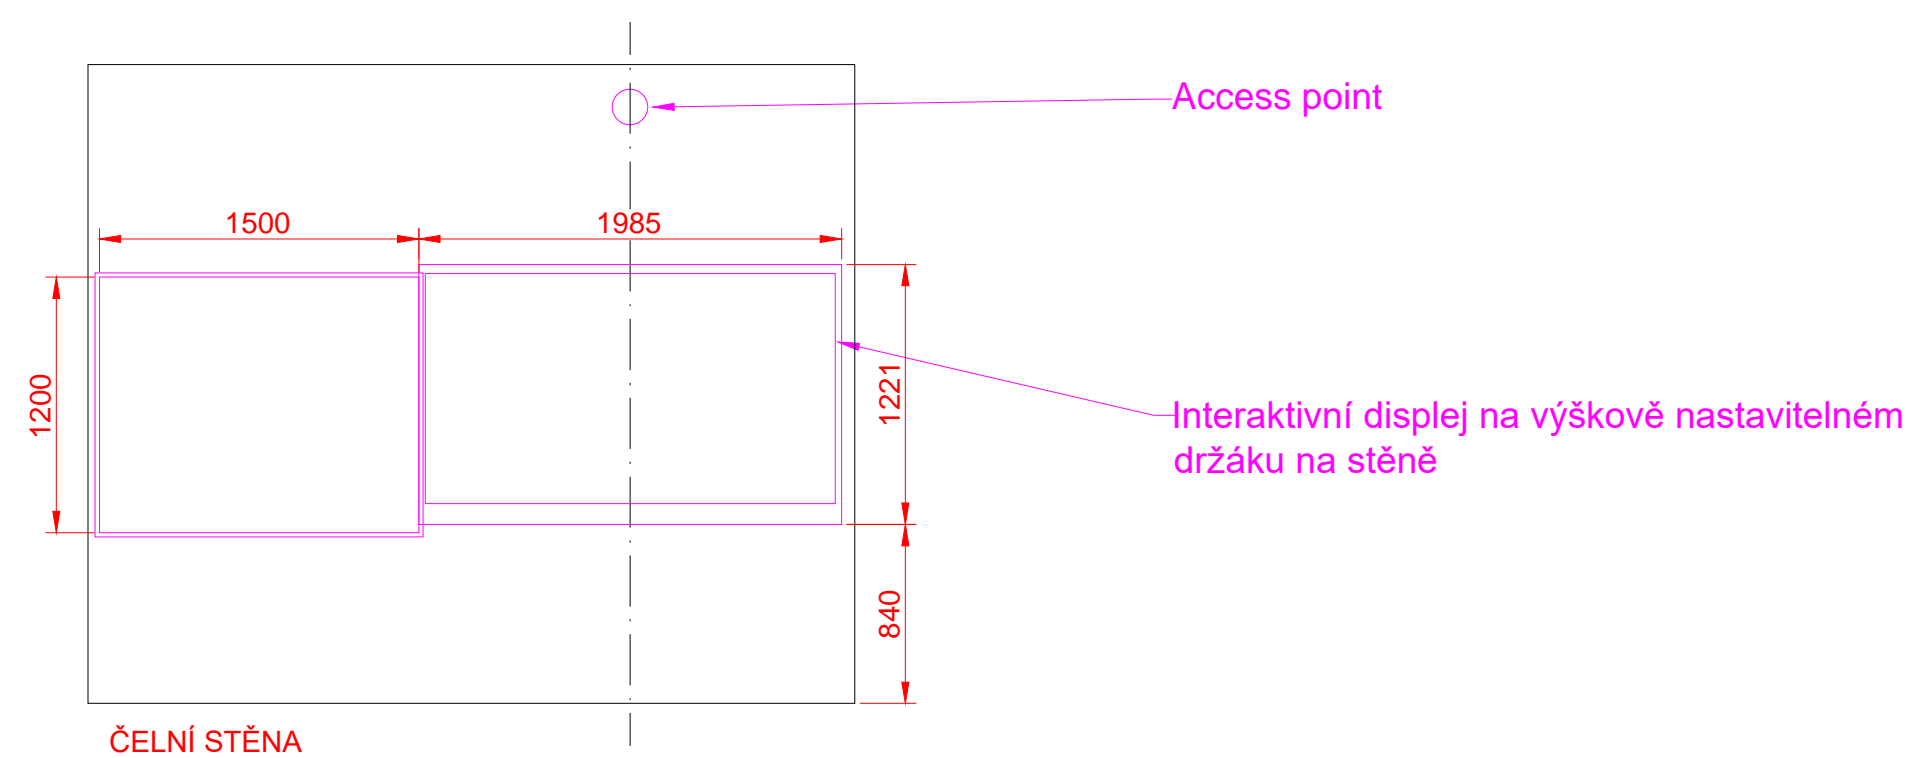 Access point
1500
1985
1200
1221
Interaktivní displej na výškově nastavitelném
držáku na stěně
840
ČELNÍ STĚNA